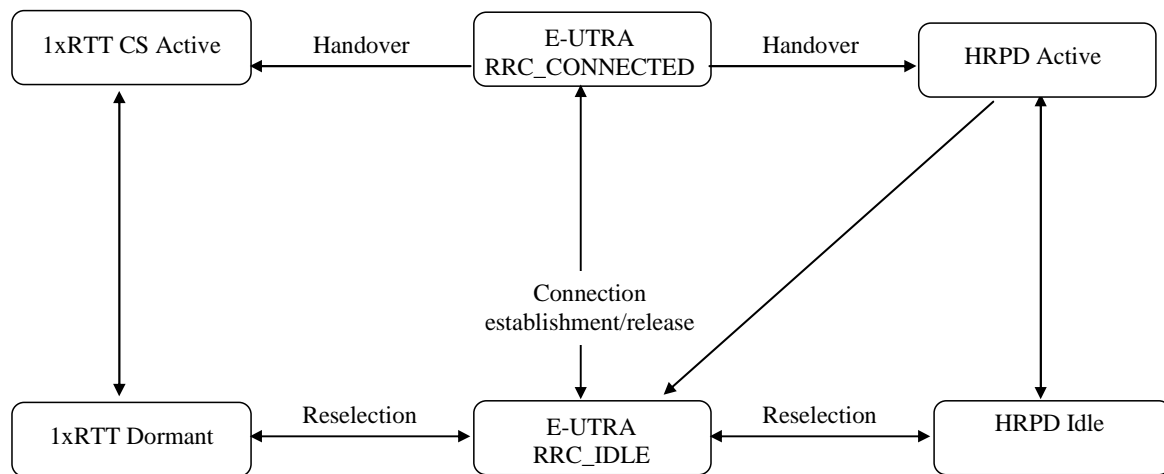 1xRTT CS Active
Handover
E-UTRA
RRC_CONNECTED
Handover
HRPD Active
Connection
establishment/release
1xRTT Dormant
Reselection
E-UTRA
RRC_IDLE
Reselection
HRPD Idle